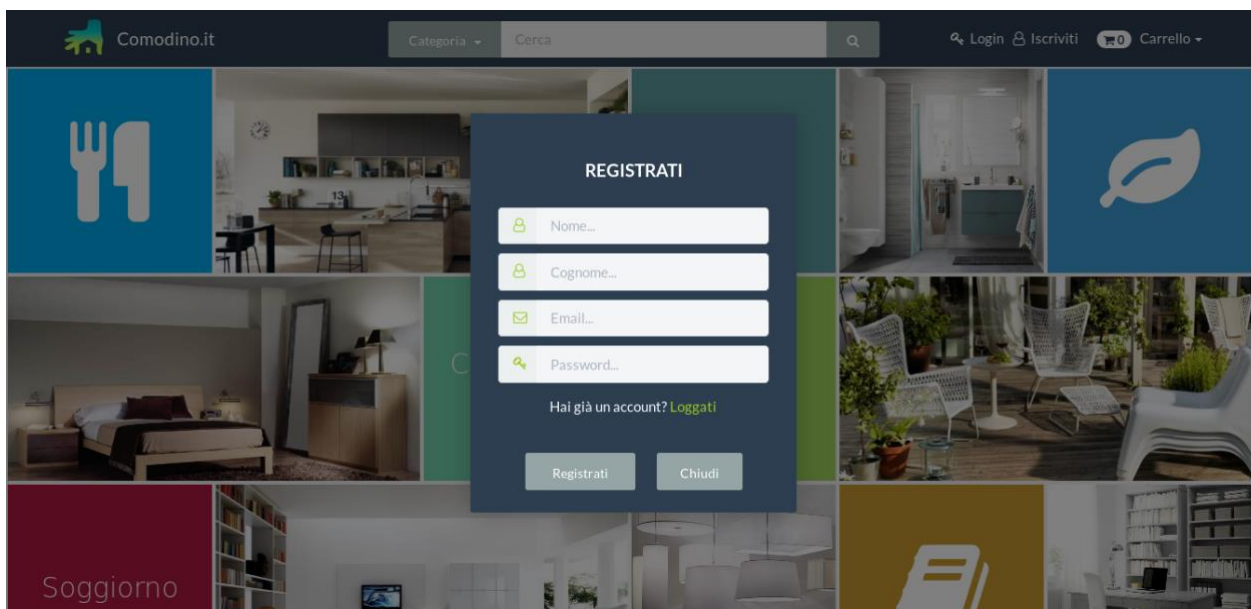 Comodino.it
Categoria
Cerca
Login
Iscriviti
0
Carrello
13
REGISTRATI
Nome...
Cognome...
Email...
Password...
Hai già un account? Loggati
Registrati
Chiudi
C
Soggiorno